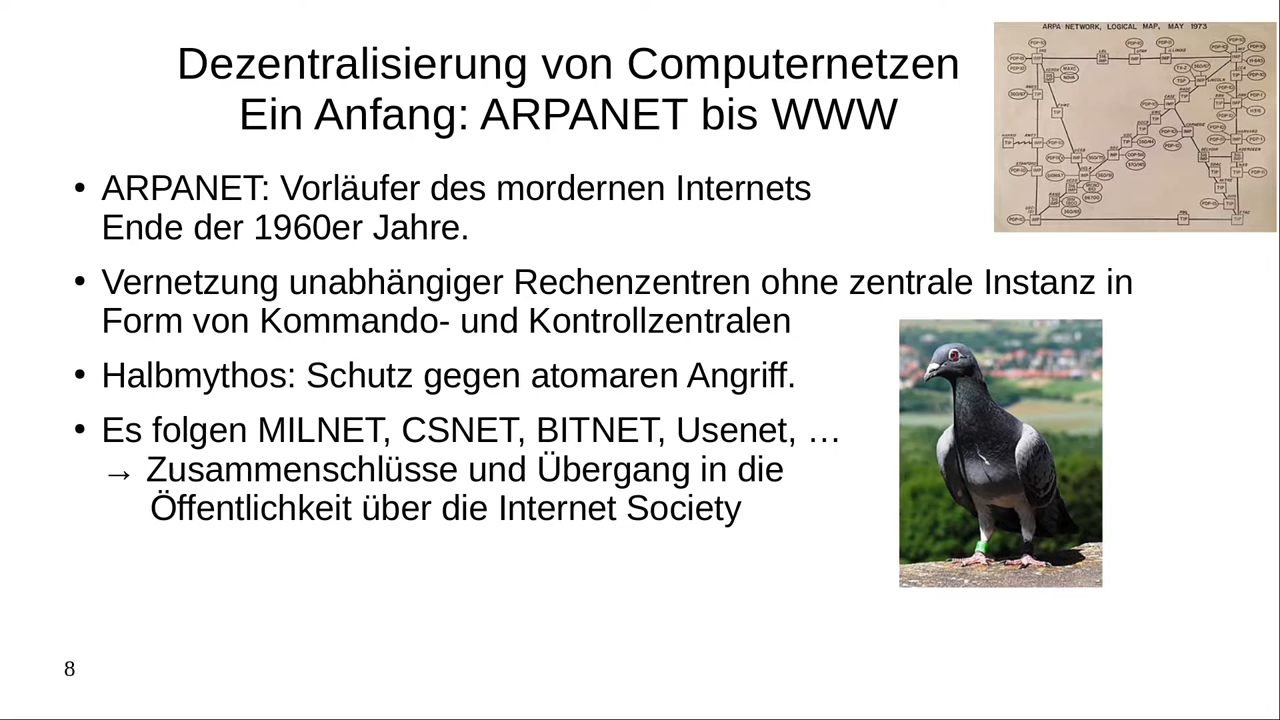 Dezentralisierung von Computernetzen
Ein Anfang: ARPANET bis WWW
ARPA NETWORK, LOGICAL MAP, MAY 1973
• ARPANET: Vorläufer des mordernen Internets
Ende der 1960er Jahre.
• Vernetzung unabhängiger Rechenzentren ohne zentrale Instanz in
Form von Kommando- und Kontrollzentralen
• Halbmythos: Schutz gegen atomaren Angriff.
• Es folgen MILNET, CSNET, BITNET, Usenet, …
→ Zusammenschlüsse und Übergang in die
Öffentlichkeit über die Internet Society
8